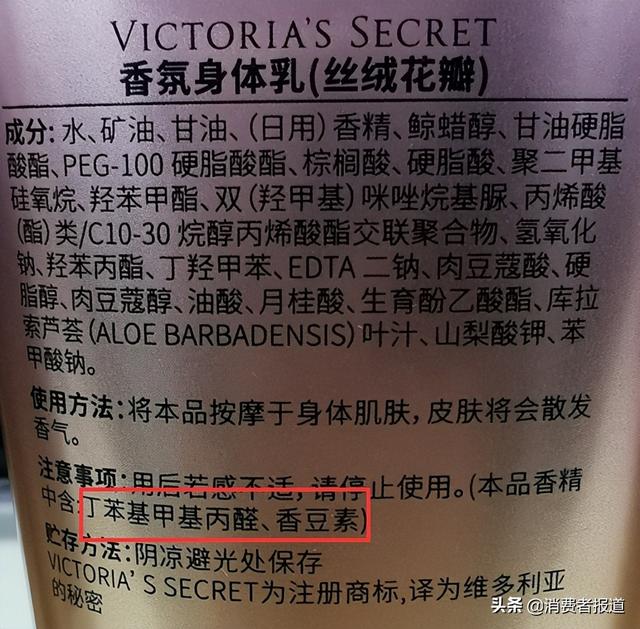 VICTORIA'S SECRET
香氛身体乳(丝绒花瓣)
成分：水、矿油、甘油、(日用)香精、鲸蜡醇、甘油硬脂
酸酯、PEG-100 硬脂酸酯、棕榈酸、硬脂酸、聚二甲基
硅氧烷、羟苯甲酯、双(羟甲基)咪唑烷基脲、丙烯酸
(酯)类/C10-30 烷醇丙烯酸酯交联聚合物、氢氧化
钠、羟苯丙酯、丁羟甲苯、EDTA 二钠、肉豆蔻酸、硬
脂醇、肉豆蔻醇、油酸、月桂酸、生育酚乙酸酯、库拉
索芦荟(ALOE BARBADENSIS)叶汁、山梨酸钾、苯
甲酸钠。
使用方法：将本品按摩于身体肌肤，皮肤将会散发
香气。
注意事项：用后若感不适，请停止使用。(本品香精
中含:丁苯基甲基丙醛、香豆素)
贮存方法：阴凉避光处保存
VICTORIA'S SECRET为注册商标,译为维多利亚
的秘密
头条 @消费者报道